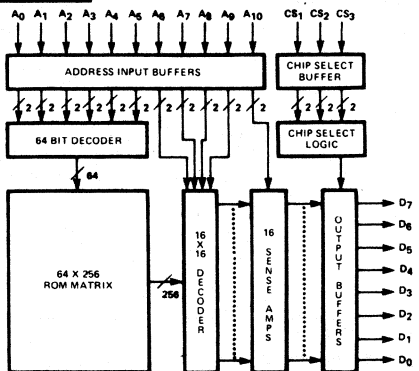 A0 A1 A2 A3 A4 A5 A6 A7 A8 A9 A10 CS1 CS2 CS3
ADDRESS INPUT BUFFERS
CHIP SELECT
BUFFER
2 2 2 2 2 2 2 2 2 2 2
64 BIT DECODER
CHIP SELECT
LOGIC
64
64 X 256
ROM MATRIX
256
16 X 16 DECODER
16 SENSE AMPS
OUTPUT BUFFERS
D7
D6
D5
D4
D3
D2
D1
D0